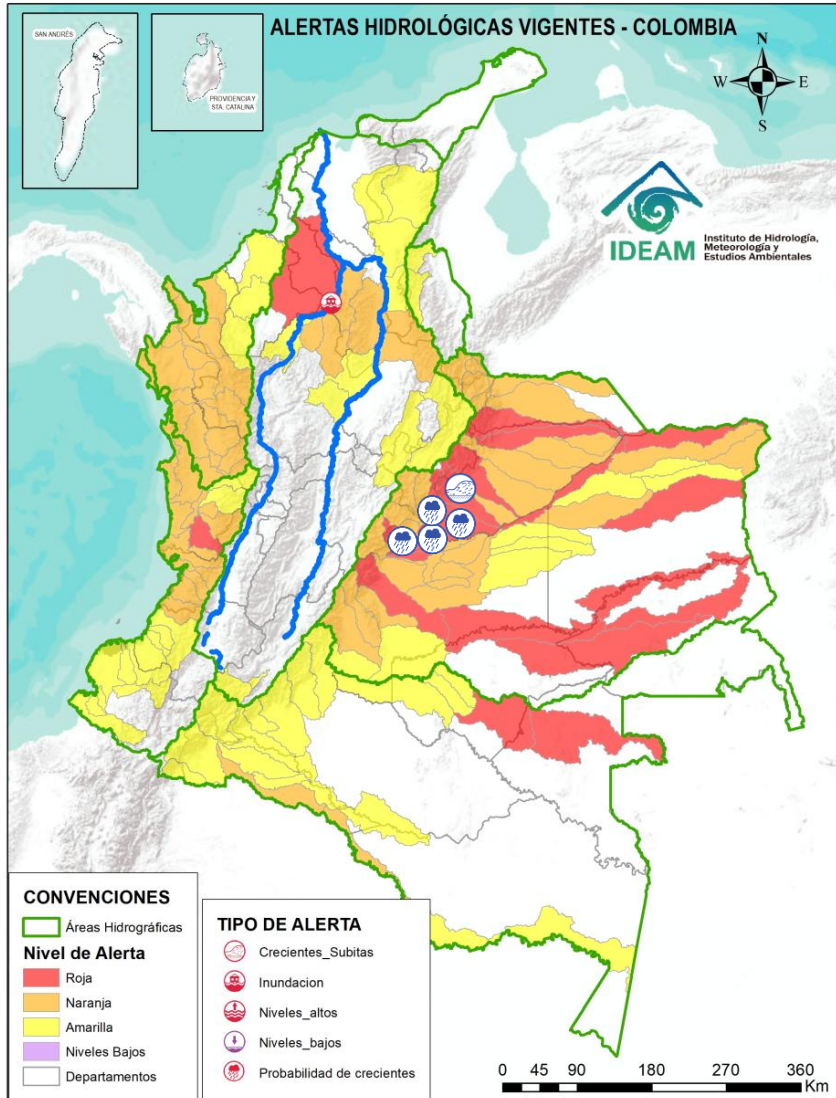 ALERTAS HIDROLÓGICAS VIGENTES - COLOMBIA
SAN ANDRÉS
PROVIDENCIA Y
STA. CATALINA
N
W
E
S
IDEAM
Instituto de Hidrología,
Meteorología y
Estudios Ambientales
CONVENCIONES
Áreas Hidrográficas
Nivel de Alerta
Roja
Naranja
Amarilla
Niveles Bajos
Departamentos
TIPO DE ALERTA
Crecientes_Subitas
Inundacion
Niveles_altos
Niveles_bajos
Probabilidad de crecientes
0 45 90 180 270 360
Km